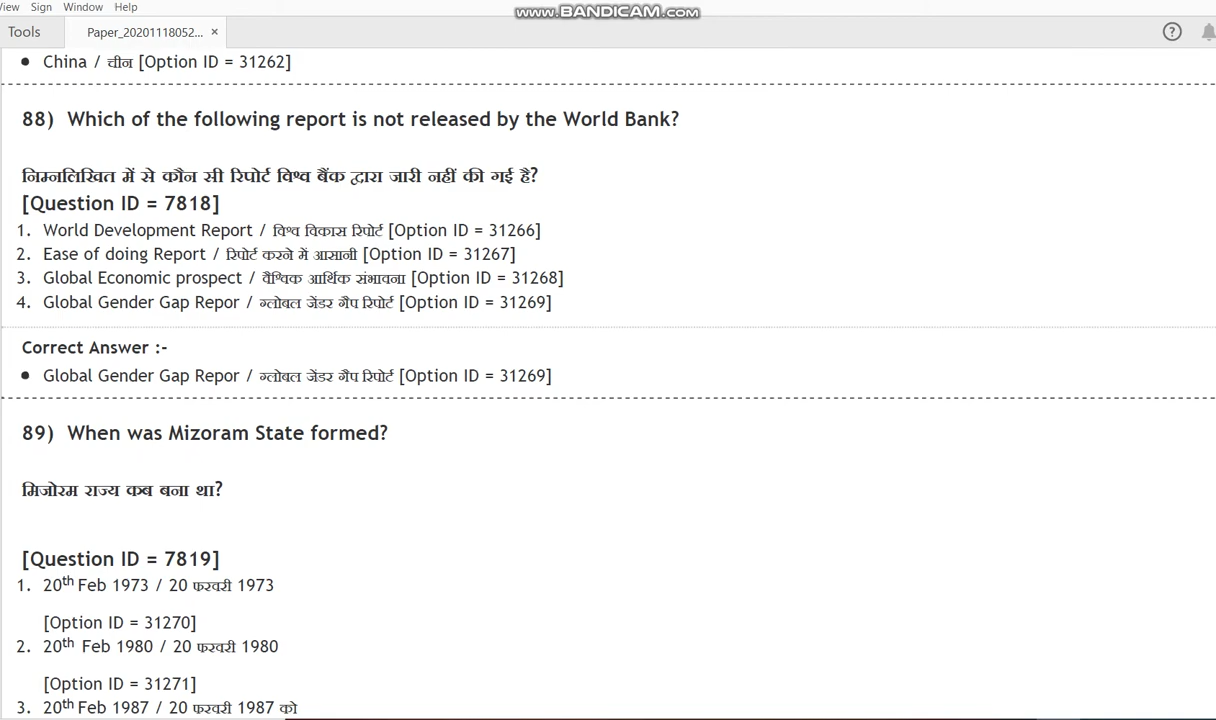 View Sign Window Help
www.BANDICAM.com
Tools Paper_20201118052... ×
• China / चीन [Option ID = 31262]
88) Which of the following report is not released by the World Bank?
निम्नलिखित में से कौन सी रिपोर्ट विश्व बैंक द्वारा जारी नहीं की गई है?
[Question ID = 7818]
1. World Development Report / विश्व विकास रिपोर्ट [Option ID = 31266]
2. Ease of doing Report / रिपोर्ट करने में आसानी [Option ID = 31267]
3. Global Economic prospect / वैश्विक आर्थिक संभावना [Option ID = 31268]
4. Global Gender Gap Repor / ग्लोबल जेंडर गैप रिपोर्ट [Option ID = 31269]
Correct Answer :-
• Global Gender Gap Repor / ग्लोबल जेंडर गैप रिपोर्ट [Option ID = 31269]
89) When was Mizoram State formed?
मिजोरम राज्य कब बना था?
[Question ID = 7819]
1. 20th Feb 1973 / 20 फरवरी 1973
[Option ID = 31270]
2. 20th Feb 1980 / 20 फरवरी 1980
[Option ID = 31271]
3. 20th Feb 1987 / 20 फरवरी 1987 को